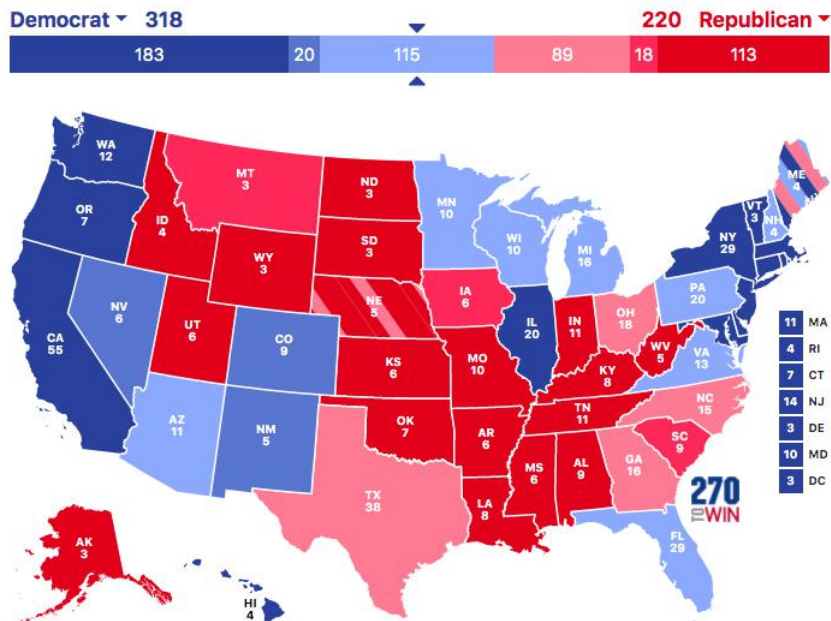 Democrat 318
220 Republican
183 20 115 89 18 113
WA
12
OR
7
CA
55
NV
6
ID
4
MT
3
WY
3
UT
6
CO
9
AZ
11
NM
5
ND
3
SD
3
NE
5
KS
6
OK
7
TX
38
MN
10
IA
6
MO
10
AR
6
LA
8
WI
10
IL
20
MI
16
IN
11
OH
18
KY
8
TN
11
MS
6
AL
9
GA
16
FL
29
SC
9
NC
15
VA
13
WV
5
PA
20
NY
29
VT
3
NH
4
ME
4
11 MA
4 RI
7 CT
14 NJ
3 DE
10 MD
3 DC
AK
3
HI
4
270
TO WIN